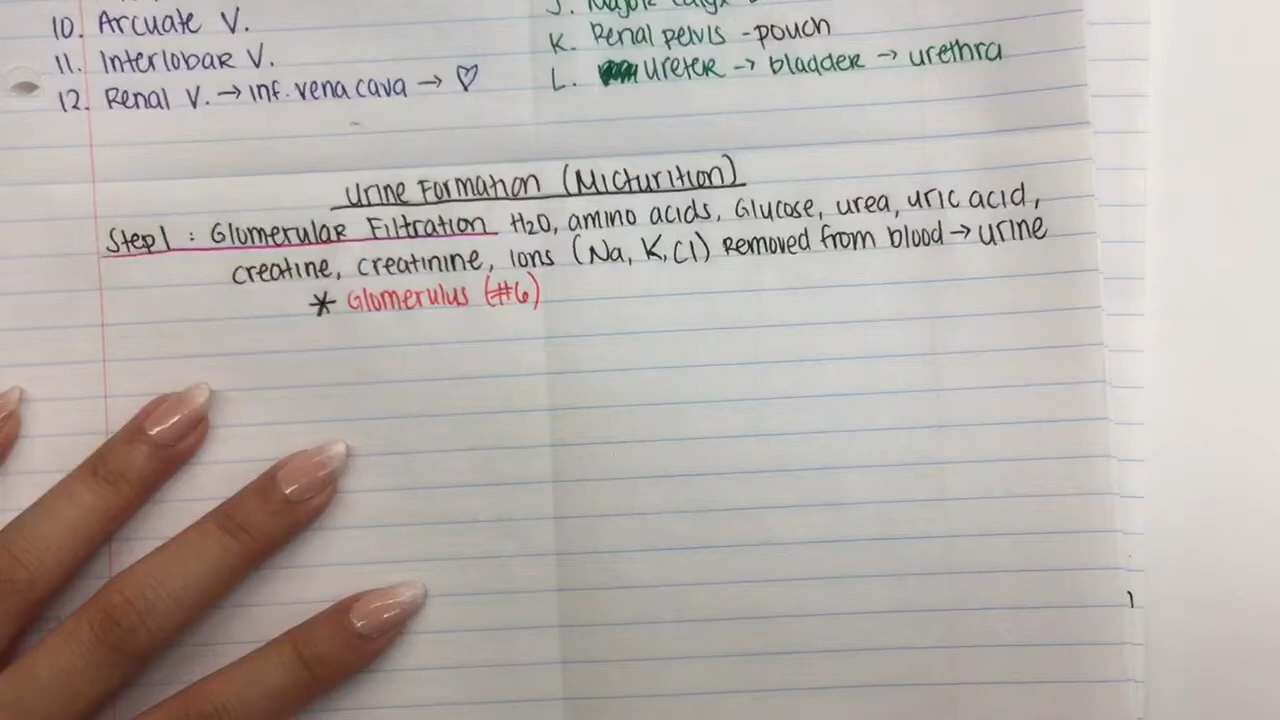 10. Arcuate V.
11. Interlobar V.
12. Renal V. → inf. vena cava → ♡
J. Major calyx
K. Renal pelvis - pouch
L. ureter → bladder → urethra
Urine Formation (Micturition)
Step 1: Glomerular Filtration H2O, amino acids, Glucose, urea, uric acid,
creatine, creatinine, ions (Na, K, Cl) Removed from blood → urine
* Glomerulus (#6)